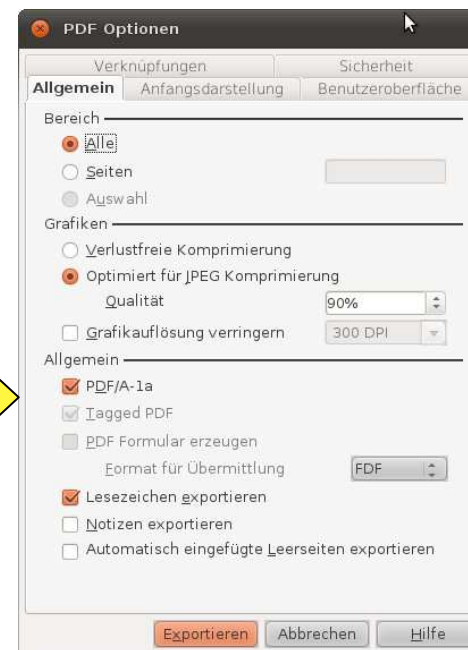 PDF Optionen
Verknüpfungen Sicherheit
Allgemein Anfangsdarstellung Benutzeroberfläche
Bereich
Alle
Seiten
Auswahl
Grafiken
Verlustfreie Komprimierung
Optimiert für JPEG Komprimierung
Qualität 90%
Grafikauflösung verringern 300 DPI
Allgemein
PDF/A-1a
Tagged PDF
PDF Formular erzeugen
Format für Übermittlung FDF
Lesezeichen exportieren
Notizen exportieren
Automatisch eingefügte Leerseiten exportieren
Exportieren Abbrechen Hilfe